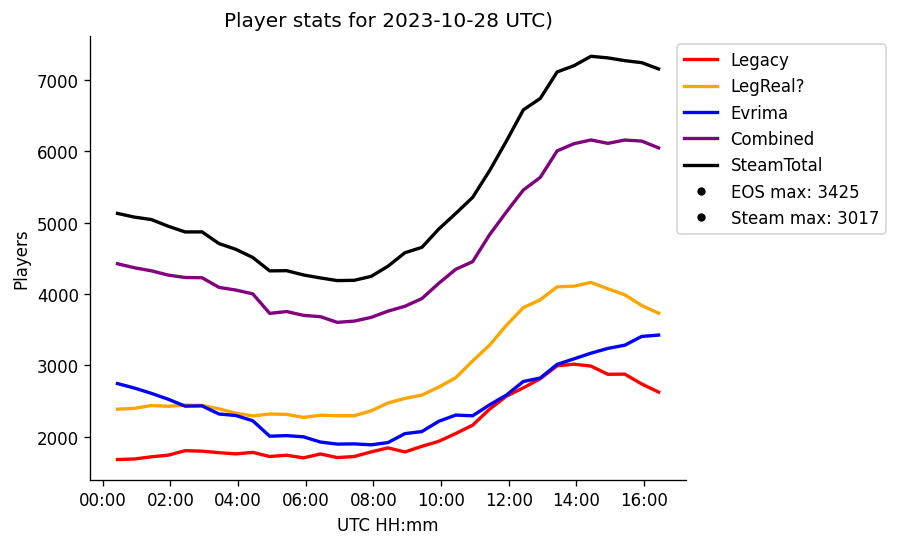 Player stats for 2023-10-28 UTC)
Legacy
LegReal?
Evrima
Combined
SteamTotal
EOS max: 3425
Steam max: 3017
Players
7000
6000
5000
4000
3000
2000
00:00 02:00 04:00 06:00 08:00 10:00 12:00 14:00 16:00
UTC HH:mm